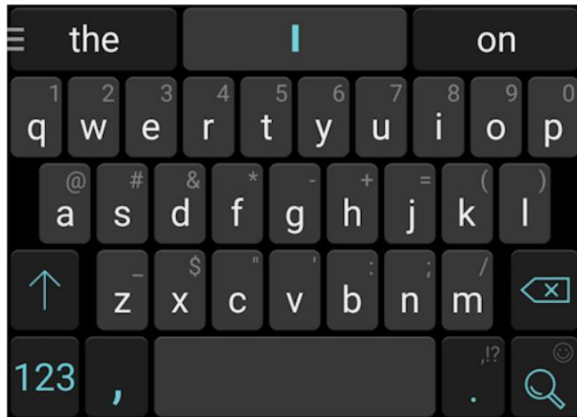 the I on
1 2 3 4 5 6 7 8 9 0
q w e r t y u i o p
@ # & * - + = ( )
a s d f g h j k l
_ $ " ' : ; /
z x c v b n m
,!?
123 , .